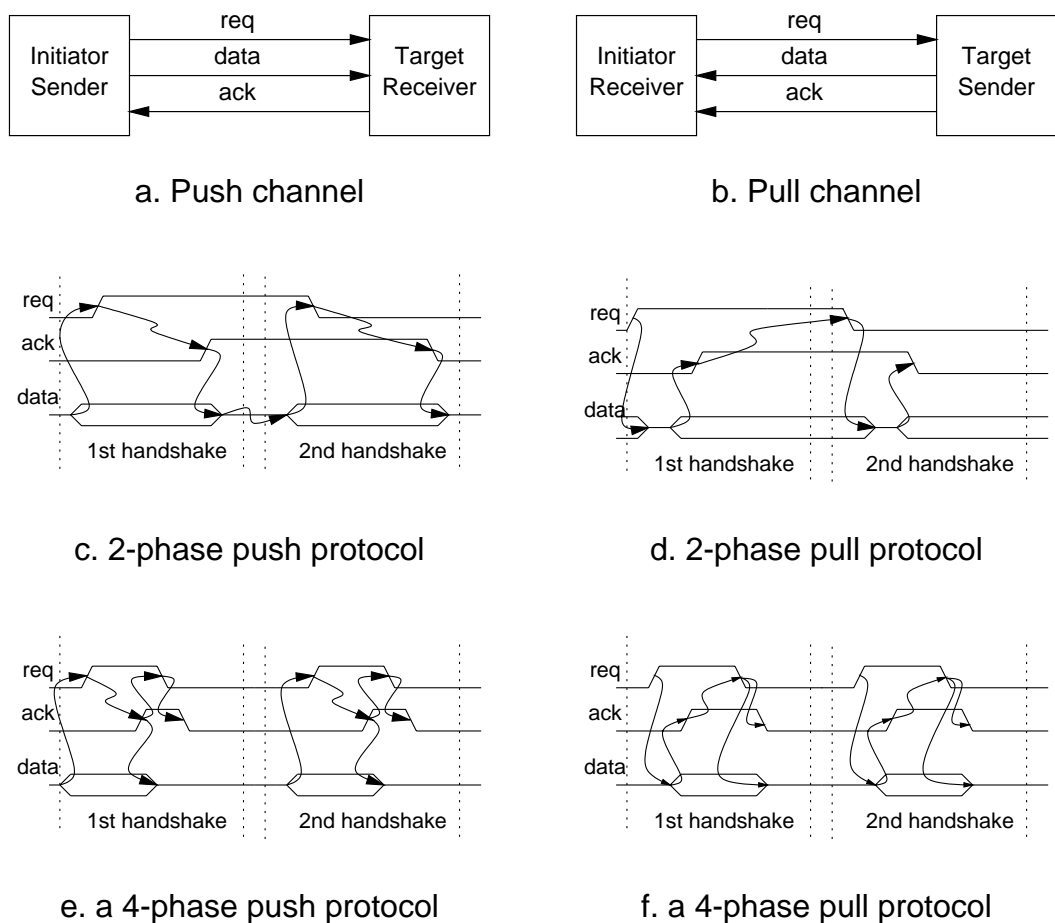 req
data
ack
Initiator
Sender
Target
Receiver
req
data
ack
Initiator
Receiver
Target
Sender
a. Push channel
b. Pull channel
req
ack
data
1st handshake
2nd handshake
req
ack
data
1st handshake
2nd handshake
c. 2-phase push protocol
d. 2-phase pull protocol
req
ack
data
1st handshake
2nd handshake
req
ack
data
1st handshake
2nd handshake
e. a 4-phase push protocol
f. a 4-phase pull protocol